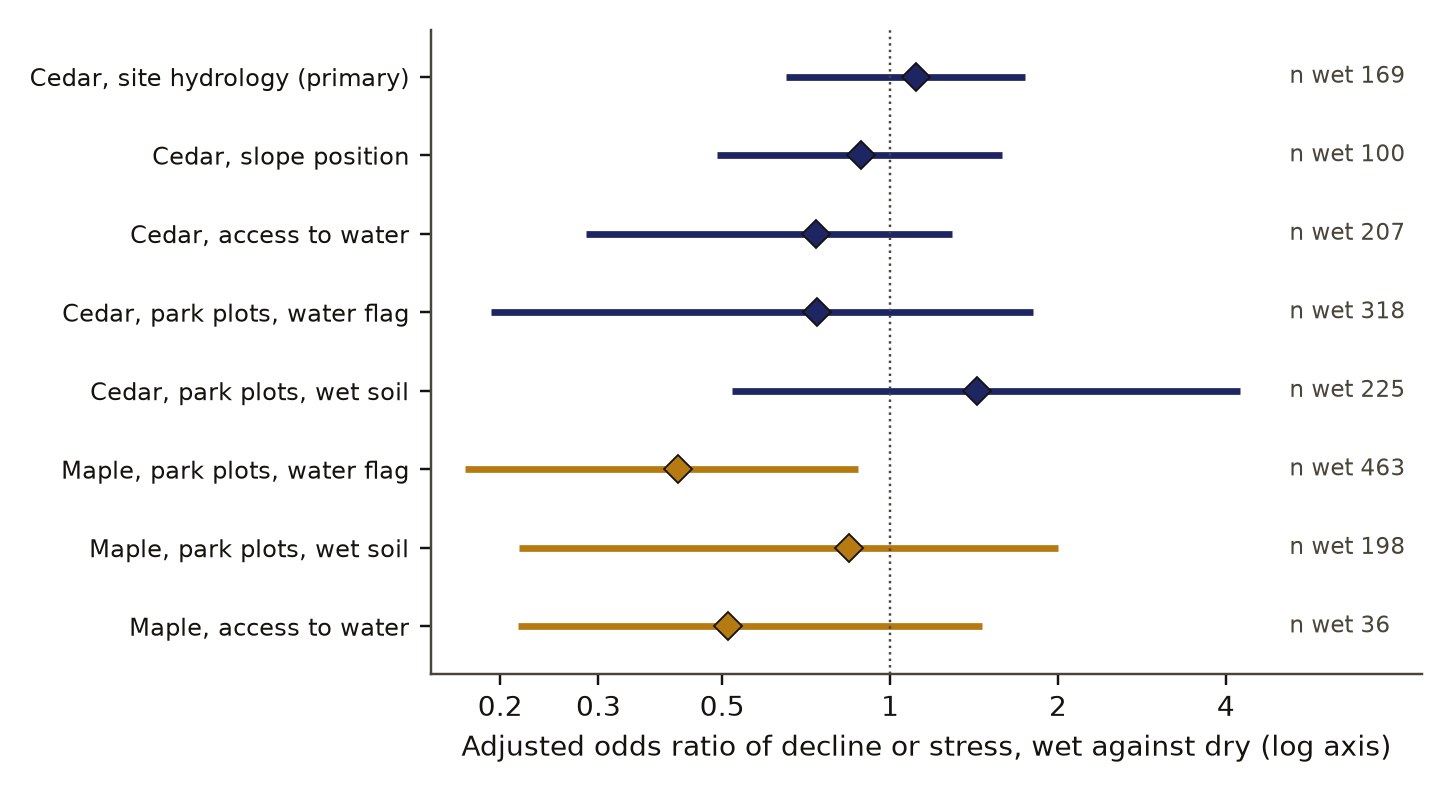 Cedar, site hydrology (primary) n wet 169
Cedar, slope position n wet 100
Cedar, access to water n wet 207
Cedar, park plots, water flag n wet 318
Cedar, park plots, wet soil n wet 225
Maple, park plots, water flag n wet 463
Maple, park plots, wet soil n wet 198
Maple, access to water n wet 36
0.2 0.3 0.5 1 2 4
Adjusted odds ratio of decline or stress, wet against dry (log axis)